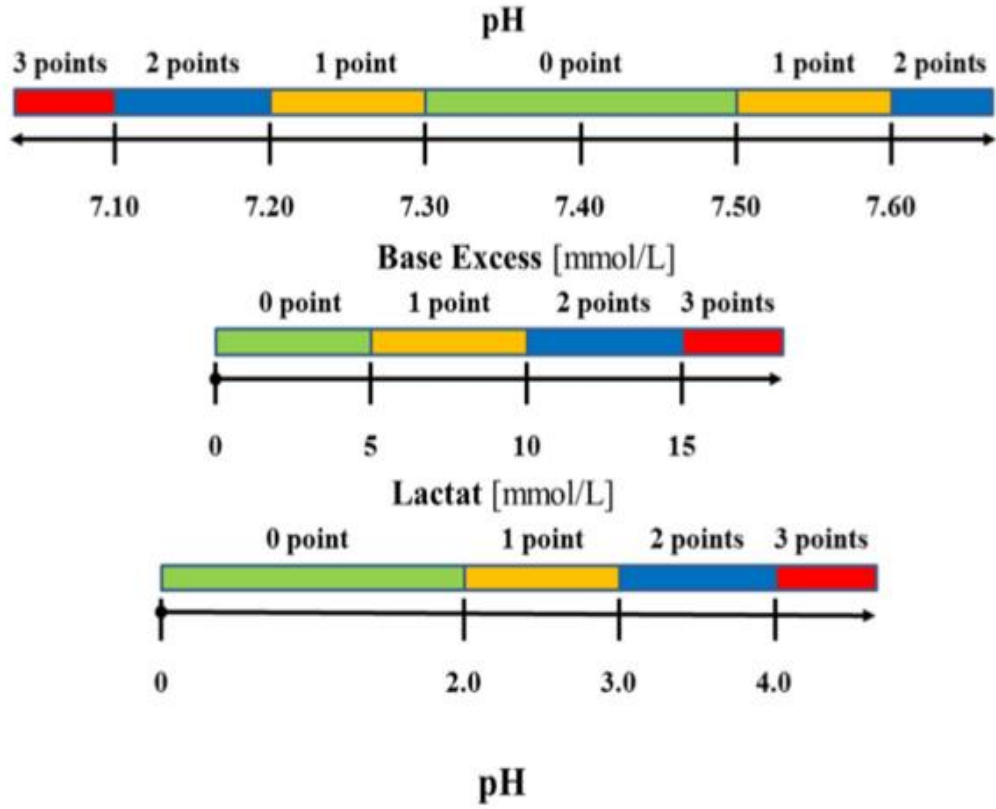 pH
3 points 2 points 1 point 0 point 1 point 2 points
7.10 7.20 7.30 7.40 7.50 7.60
Base Excess [mmol/L]
0 point 1 point 2 points 3 points
0 5 10 15
Lactat [mmol/L]
0 point 1 point 2 points 3 points
0 2.0 3.0 4.0
pH